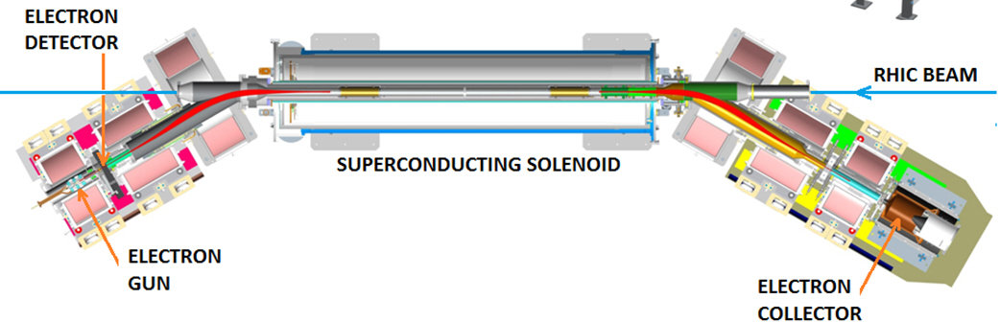 ELECTRON
DETECTOR
RHIC BEAM
SUPERCONDUCTING SOLENOID
ELECTRON
GUN
ELECTRON
COLLECTOR